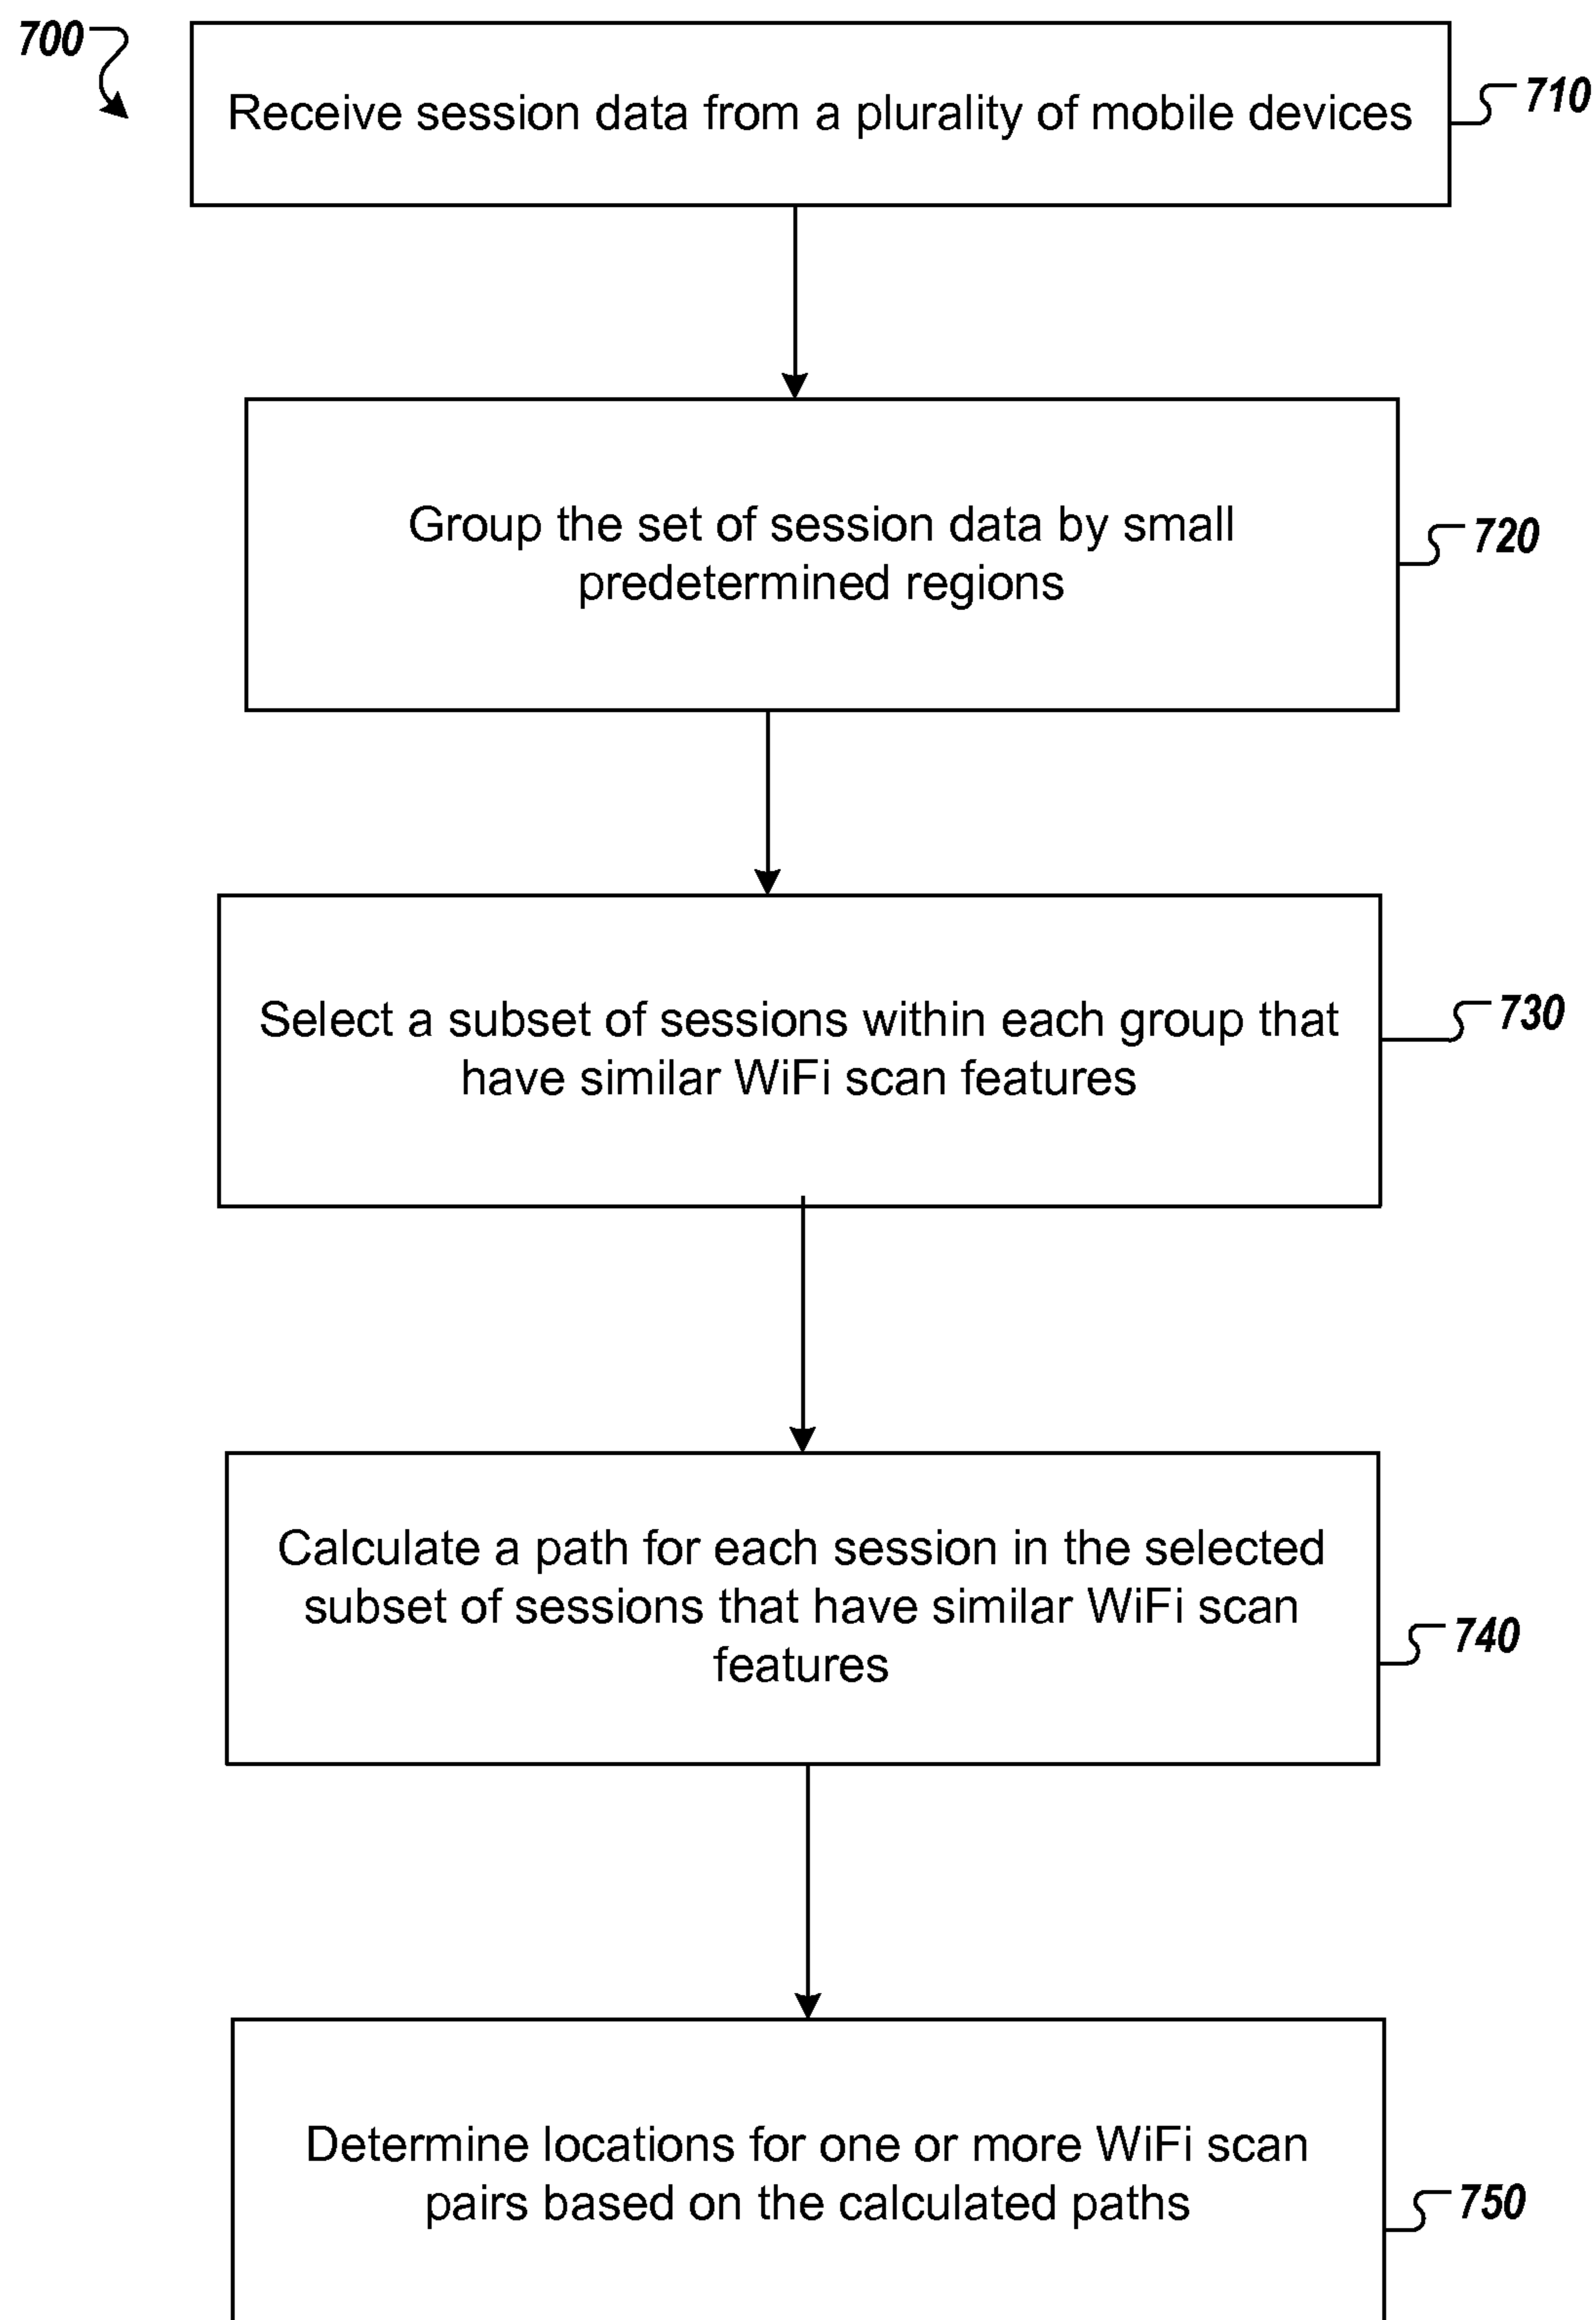 700
Receive session data from a plurality of mobile devices
710
Group the set of session data by small
predetermined regions
720
Select a subset of sessions within each group that
have similar WiFi scan features
730
Calculate a path for each session in the selected
subset of sessions that have similar WiFi scan
features
740
Determine locations for one or more WiFi scan
pairs based on the calculated paths
750